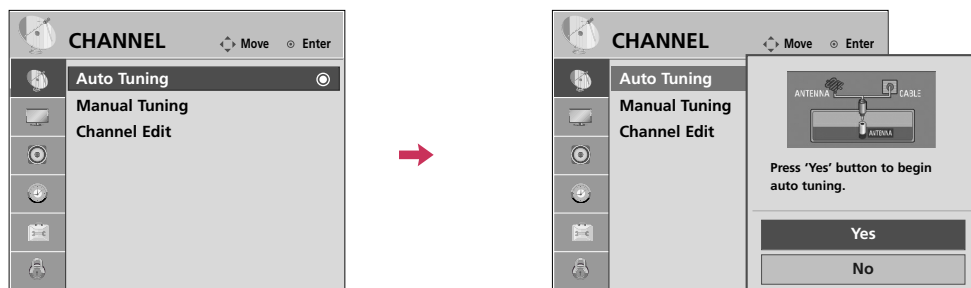 CHANNEL Move Enter
Auto Tuning
Manual Tuning
Channel Edit
CHANNEL Move Enter
Auto Tuning
Manual Tuning
Channel Edit
ANTENNA CABLE
ANTENNA
Press ‘Yes’ button to begin
auto tuning.
Yes
No